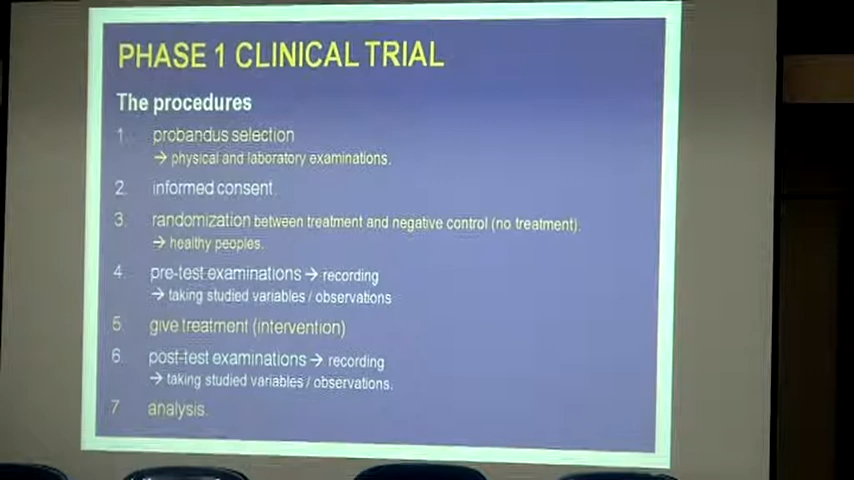 PHASE 1 CLINICAL TRIAL
The procedures
1. probandus selection
→ physical and laboratory examinations.
2. informed consent.
3. randomization between treatment and negative control (no treatment).
→ healthy peoples.
4. pre-test examinations → recording
→ taking studied variables / observations
5. give treatment (intervention)
6. post-test examinations → recording
→ taking studied variables / observations.
7. analysis.